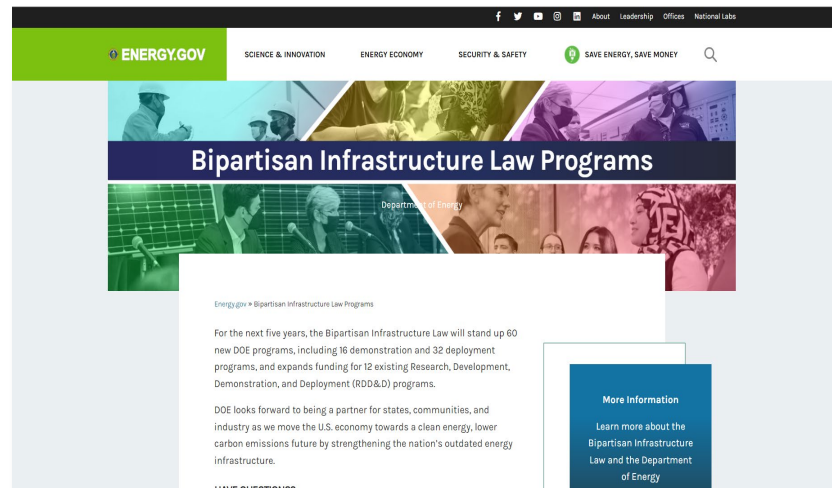 About Leadership Offices National Labs
ENERGY.GOV
SCIENCE & INNOVATION
ENERGY ECONOMY
SECURITY & SAFETY
SAVE ENERGY, SAVE MONEY
Bipartisan Infrastructure Law Programs
Department of Energy
Energy.gov » Bipartisan Infrastructure Law Programs
For the next five years, the Bipartisan Infrastructure Law will stand up 60
new DOE programs, including 16 demonstration and 32 deployment
programs, and expands funding for 12 existing Research, Development,
Demonstration, and Deployment (RDD&D) programs.
DOE looks forward to being a partner for states, communities, and
industry as we move the U.S. economy towards a clean energy, lower
carbon emissions future by strengthening the nation's outdated energy
infrastructure.
HAVE QUESTIONS?
More Information
Learn more about the
Bipartisan Infrastructure
Law and the Department
of Energy